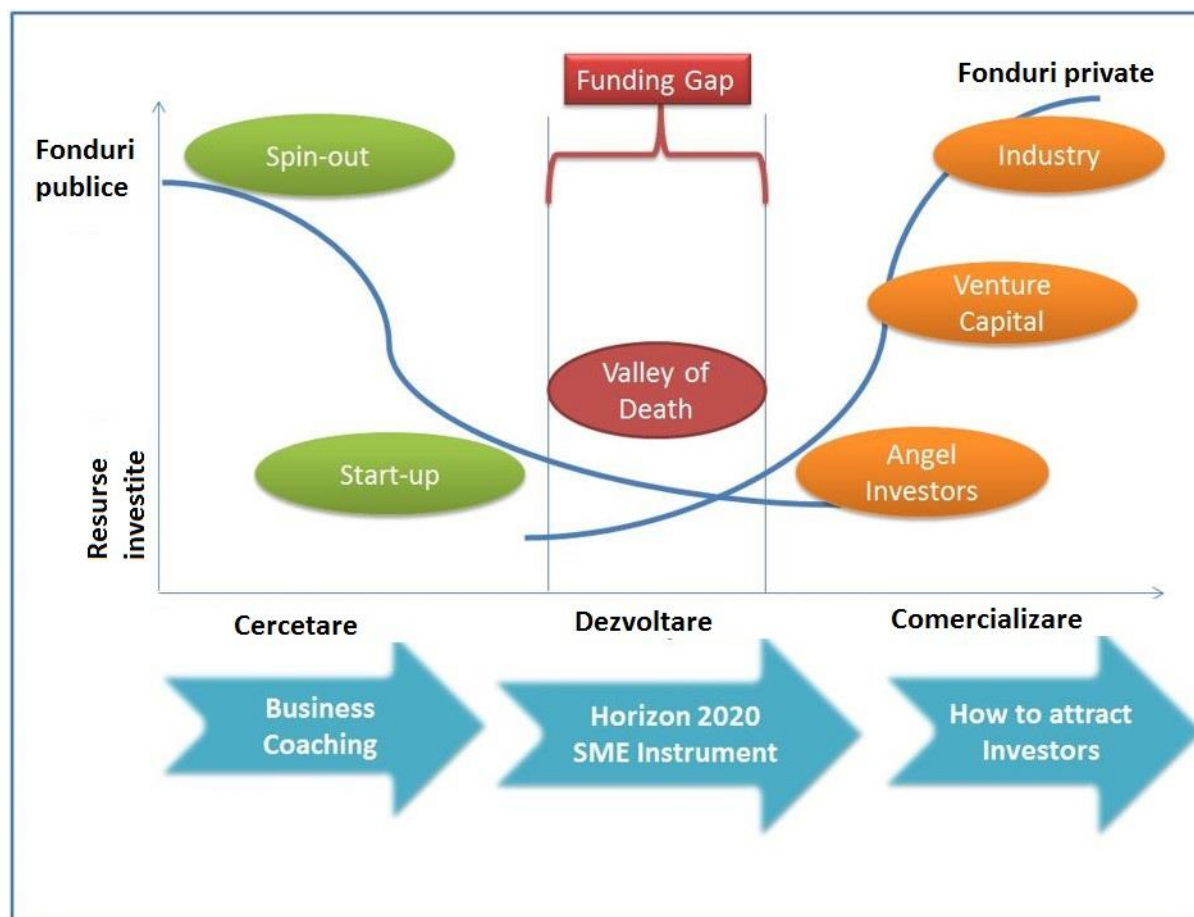 Funding Gap
Fonduri private
Fonduri
publice
Spin-out
Industry
Venture
Capital
Valley of
Death
Start-up
Angel
Investors
Resurse
investite
Cercetare
Dezvoltare
Comercializare
Business
Coaching
Horizon 2020
SME Instrument
How to attract
Investors